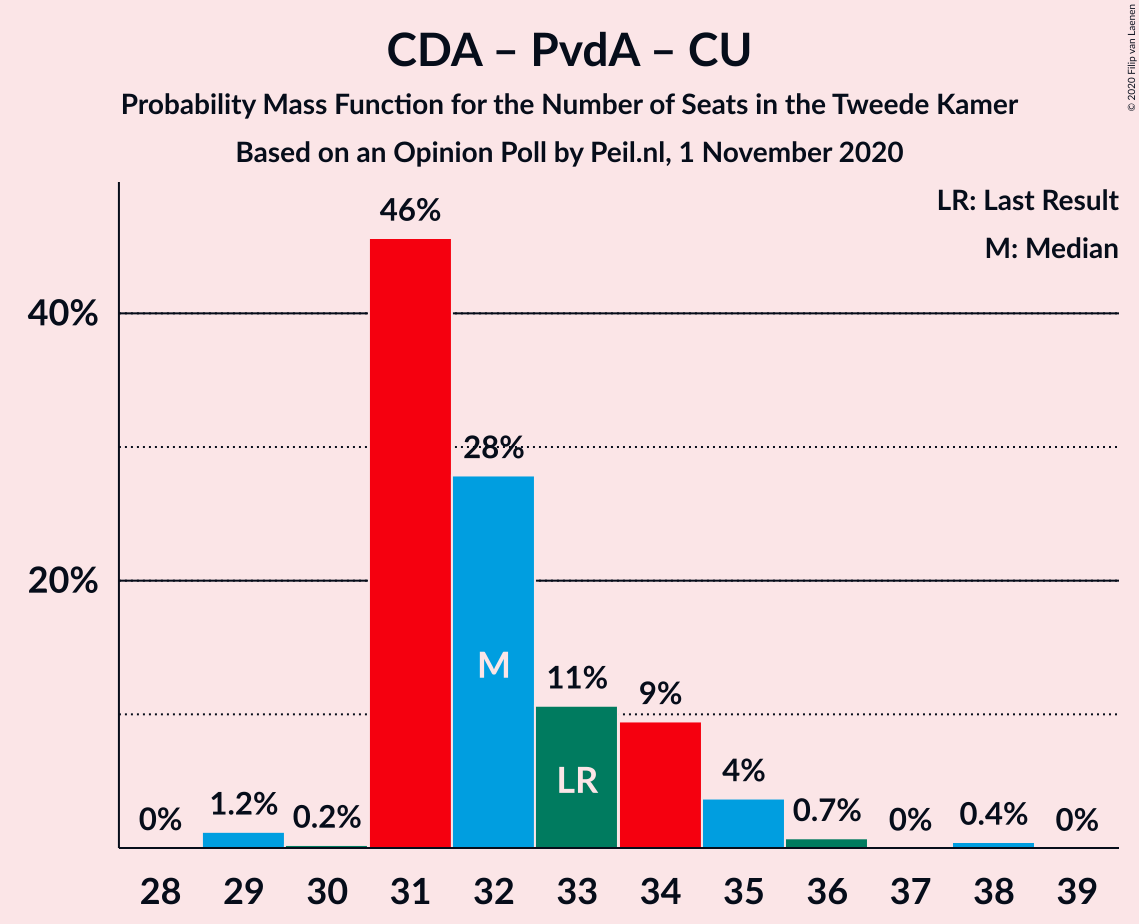 CDA – PvdA – CU
Probability Mass Function for the Number of Seats in the Tweede Kamer
Based on an Opinion Poll by Peil.nl, 1 November 2020
© 2020 Filip van Laenen
LR: Last Result
M: Median
40%
20%
0%
1.2%
0.2%
46%
28%
11%
9%
4%
0.7%
0%
0.4%
0%
M
LR
28 29 30 31 32 33 34 35 36 37 38 39